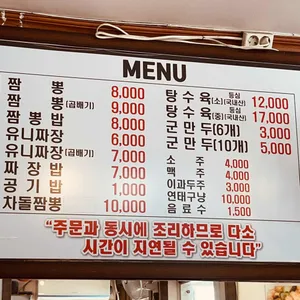 MENU
짬뽕 8,000
짬뽕(곱배기) 9,000
짬뽕밥 8,000
유니짜장 6,000
유니짜장(곱배기) 7,000
짜장밥 7,000
공기밥 1,000
차돌짬뽕 10,000
탕수육 등심(소)(국내산) 12,000
탕수육 등심(중)(국내산) 17,000
군만두(6개) 3,000
군만두(10개) 5,000
소주 4,000
맥주 4,000
이과두주 3,000
연태구냥 10,000
음료수 1,500
"주문과 동시에 조리하므로 다소
시간이 지연될 수 있습니다"